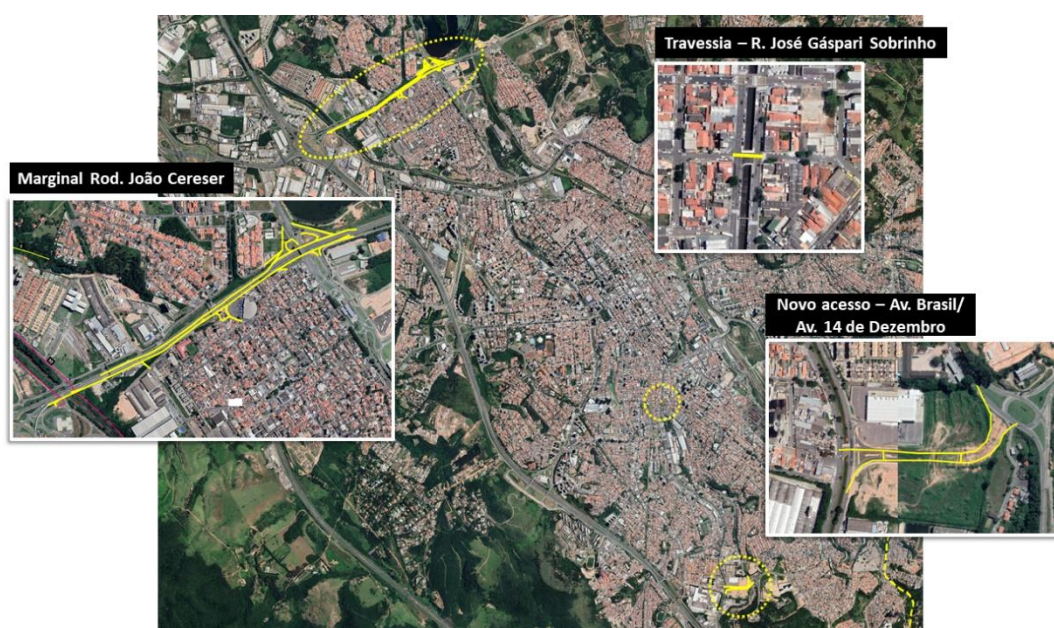 Travessia – R. José Gáspari Sobrinho
Marginal Rod. João Cereser
Novo acesso – Av. Brasil/
Av. 14 de Dezembro